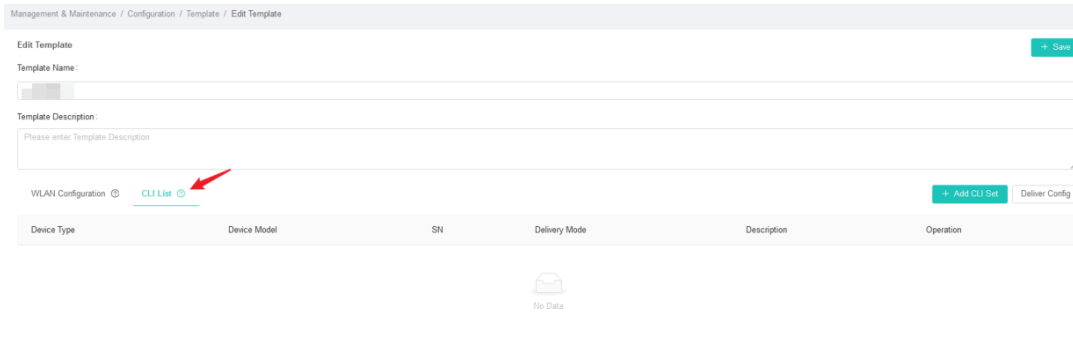 Management & Maintenance / Configuration / Template / Edit Template
Edit Template
+ Save
Template Name:
Template Description:
Please enter Template Description
WLAN Configuration ? CLI List ? + Add CLI Set Deliver Config
Device Type Device Model SN Delivery Mode Description Operation
No Data